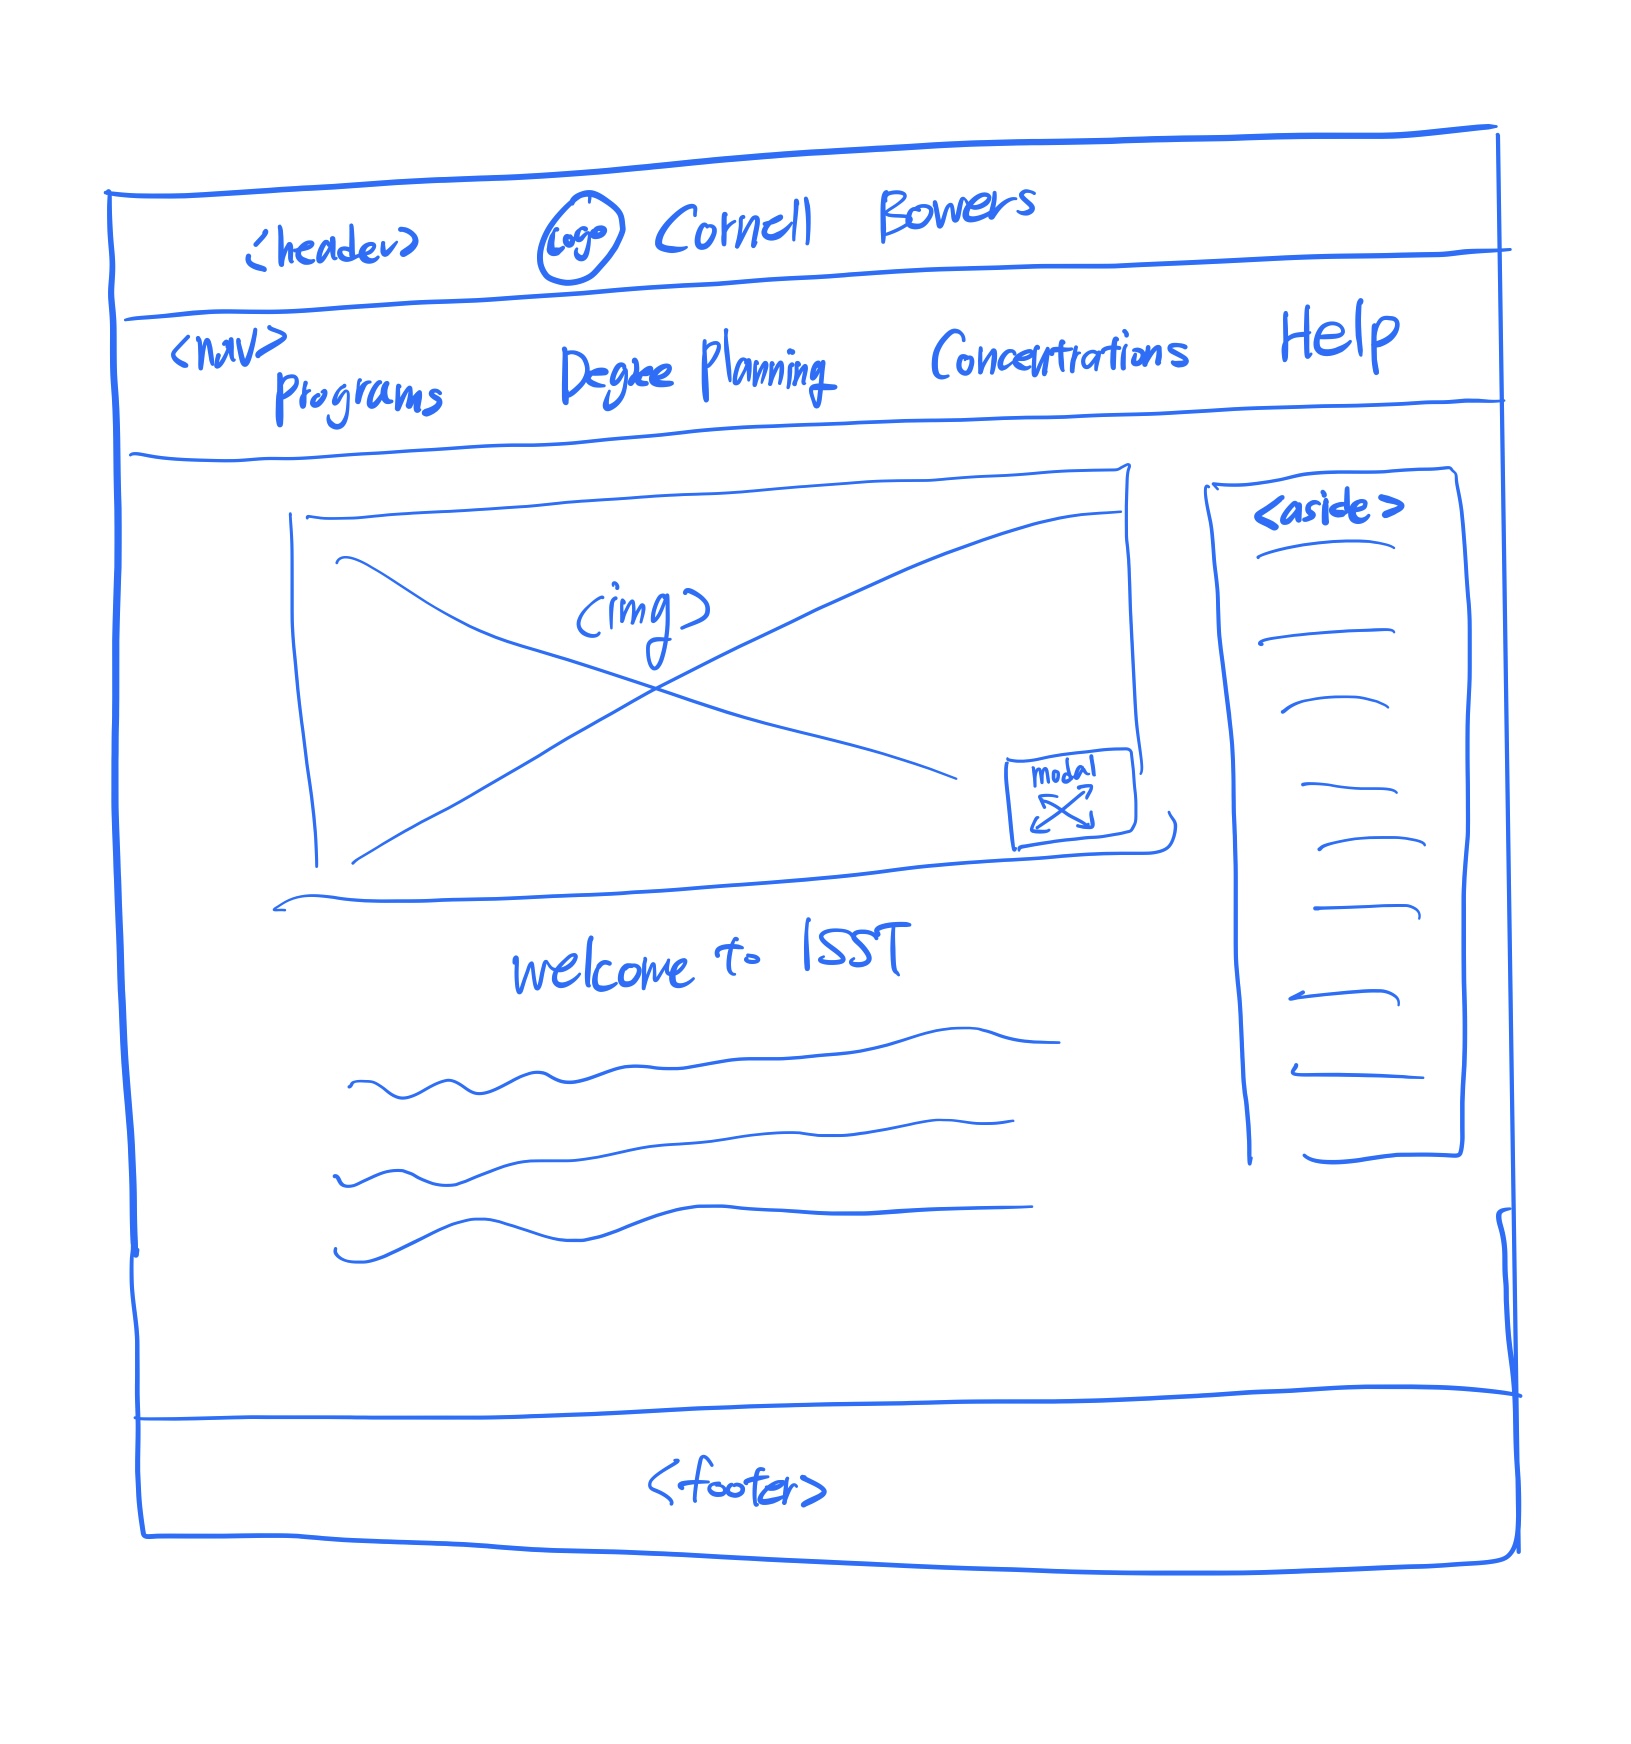 <header> Logo Cornell Bowers
<nav>
Programs Degree Planning Concentrations Help
<aside>
<img>
modal
welcome to ISST
<footer>